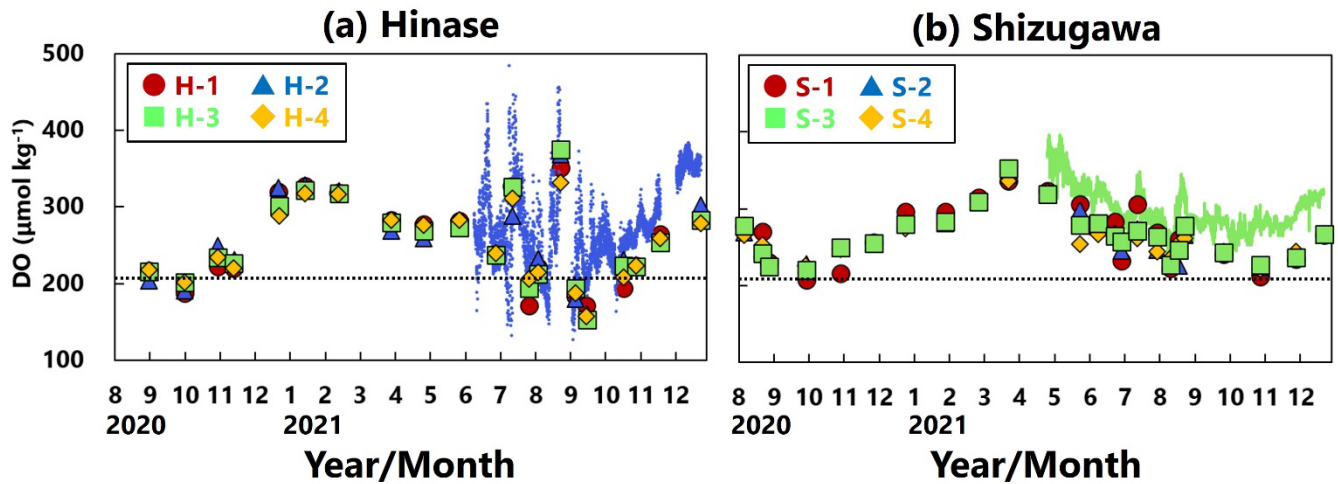 (a) Hinase
(b) Shizugawa
DO (µmol kg⁻¹)
500
400
300
200
100
H-1 H-2
H-3 H-4
S-1 S-2
S-3 S-4
8 9 10 11 12 1 2 3 4 5 6 7 8 9 10 11 12
2020 2021
8 9 10 11 12 1 2 3 4 5 6 7 8 9 10 11 12
2020 2021
Year/Month
Year/Month